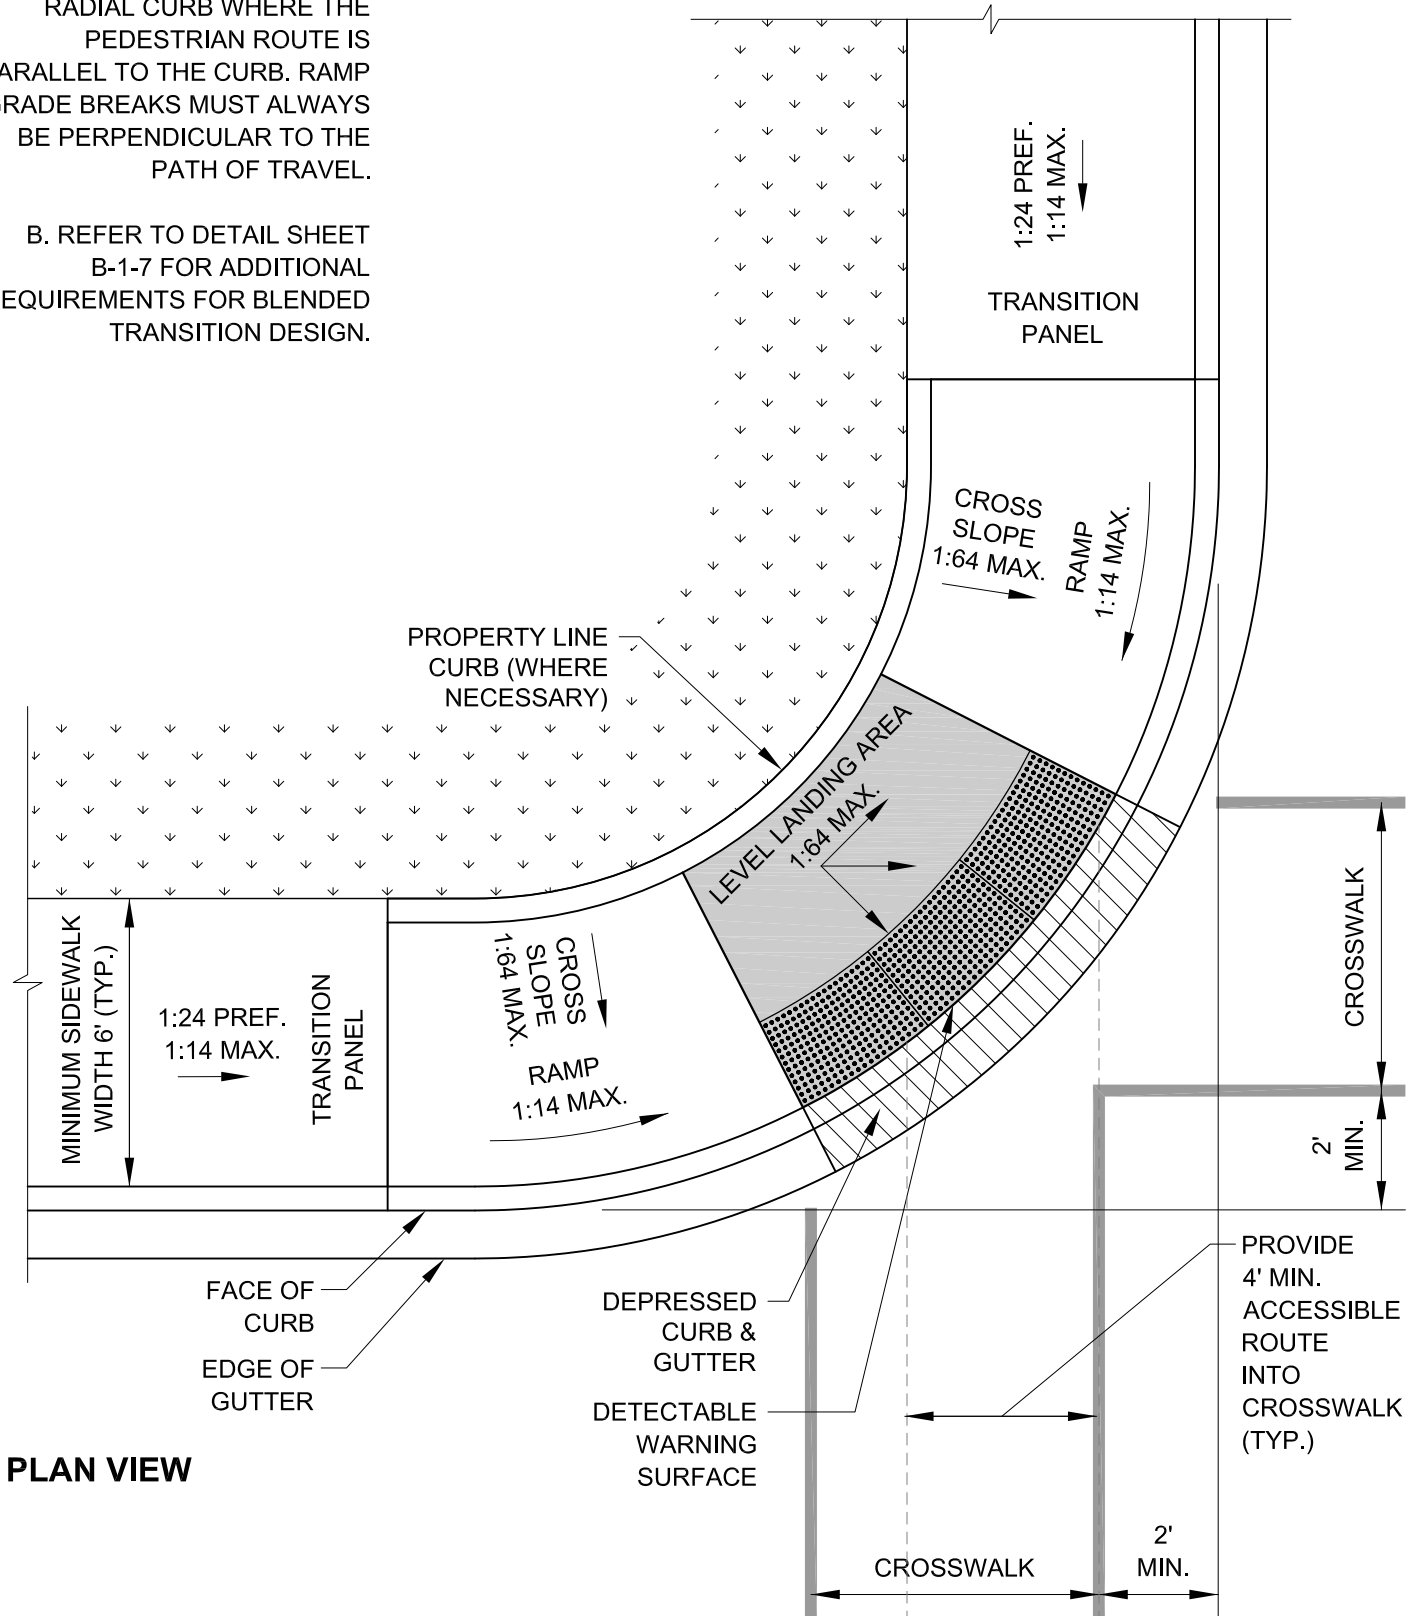 RADIAL CURB WHERE THE
PEDESTRIAN ROUTE IS
ARALLEL TO THE CURB. RAMP
GRADE BREAKS MUST ALWAYS
BE PERPENDICULAR TO THE
PATH OF TRAVEL.
B. REFER TO DETAIL SHEET
B-1-7 FOR ADDITIONAL
EQUIREMENTS FOR BLENDED
TRANSITION DESIGN.
1:24 PREF.
1:14 MAX.
TRANSITION
PANEL
CROSS
SLOPE
1:64 MAX.
RAMP
1:14 MAX.
PROPERTY LINE
CURB (WHERE
NECESSARY)
LEVEL LANDING AREA
1:64 MAX.
MINIMUM SIDEWALK
WIDTH 6' (TYP.)
1:24 PREF.
1:14 MAX.
TRANSITION
PANEL
CROSS
SLOPE
1:64 MAX.
RAMP
1:14 MAX.
CROSSWALK
2'
MIN.
FACE OF
CURB
EDGE OF
GUTTER
DEPRESSED
CURB &
GUTTER
DETECTABLE
WARNING
SURFACE
PROVIDE
4' MIN.
ACCESSIBLE
ROUTE
INTO
CROSSWALK
(TYP.)
PLAN VIEW
CROSSWALK
2'
MIN.